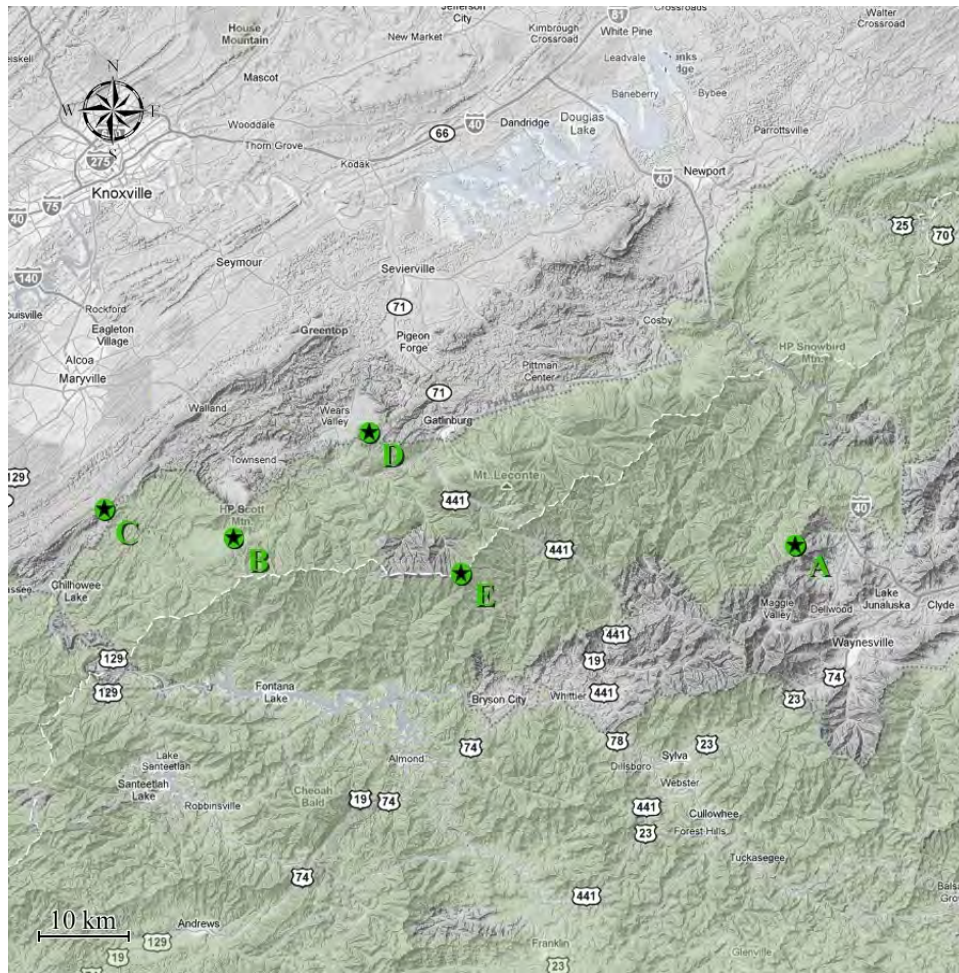 Jefferson
City
Crossroads
61
Walter
Crossroad
House
Mountain
New Market
Kimbrough
Crossroad
White Pine
Leadvale
Mascot
Baneberry
Bybee
N
W
E
S
Wooddale
Thorn Grove
66
40
Dandridge
Douglas
Lake
Parrottsville
275
Kodak
Newport
Knoxville
75
40
40
25
70
Seymour
Sevierville
140
71
Rockford
Eagleton
Village
Greentop
Pigeon
Forge
Cosby
Alcoa
Maryville
HP Snowbird
Mtn.
Pittman
Center
71
Walland
Wears
Valley
Gatlinburg
D
Townsend
129
Mt. Leconte
441
C
HP Scott
Mtn.
40
B
441
A
E
Chilhowee
Lake
Maggie
Valley
Dellwood
Lake
Junaluska
Clyde
441
Waynesville
129
19
74
129
Fontana
Lake
Bryson City
Whittier
441
23
74
78
23
Lake
Santeetlah
Almond
Dillsboro
Sylva
Webster
Santeetlah
Lake
Robbinsville
Cheoah
Bald
19
74
441
Cullowhee
23
Forest Hills
Tuckasegee
74
441
10 km
Andrews
129
19
Franklin
23
Glenville